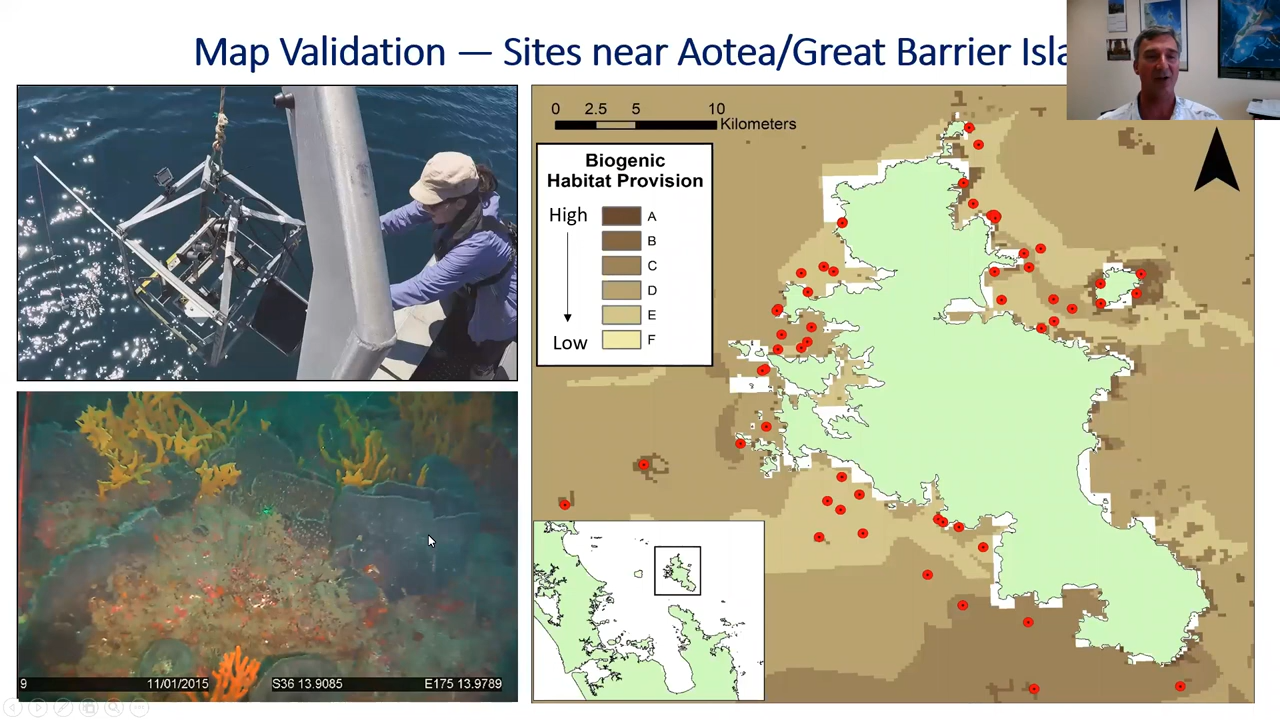 Map Validation — Sites near Aotea/Great Barrier Isla
0 2.5 5 10
Kilometers
Biogenic
Habitat Provision
High
A
B
C
D
E
Low
F
9 11/01/2015 S36 13.9085 E175 13.9789